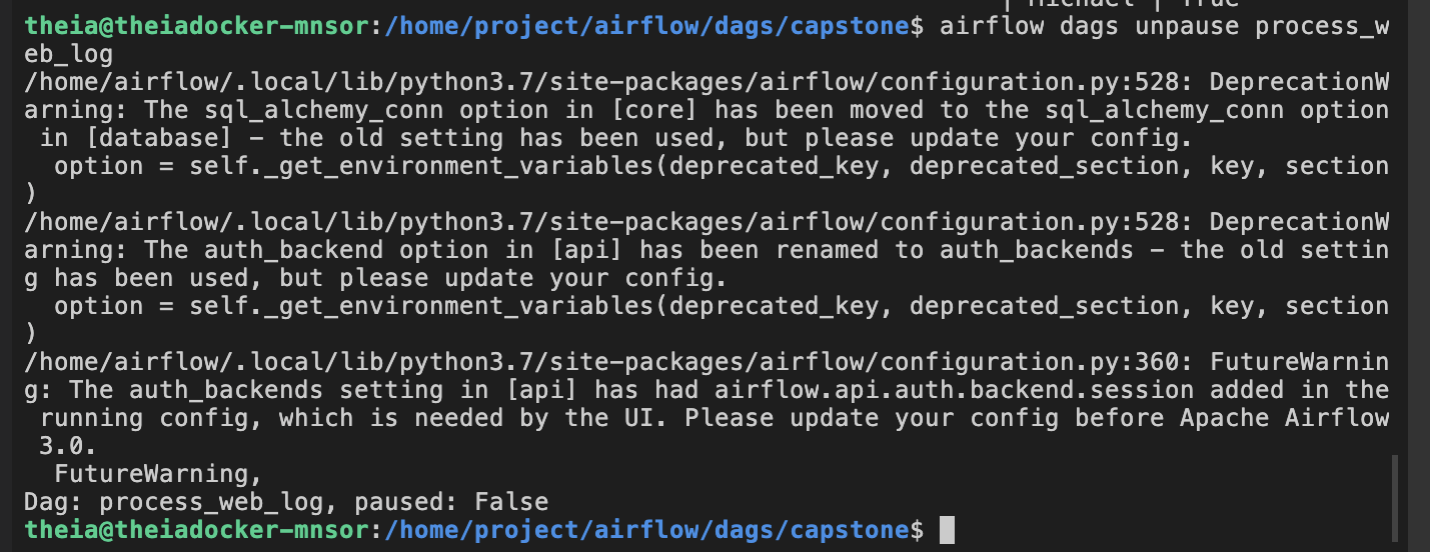 | Michael | True
theia@theiadocker-mnsor:/home/project/airflow/dags/capstone$ airflow dags unpause process_w
eb_log
/home/airflow/.local/lib/python3.7/site-packages/airflow/configuration.py:528: DeprecationW
arning: The sql_alchemy_conn option in [core] has been moved to the sql_alchemy_conn option
 in [database] – the old setting has been used, but please update your config.
  option = self._get_environment_variables(deprecated_key, deprecated_section, key, section
)
/home/airflow/.local/lib/python3.7/site-packages/airflow/configuration.py:528: DeprecationW
arning: The auth_backend option in [api] has been renamed to auth_backends – the old settin
g has been used, but please update your config.
  option = self._get_environment_variables(deprecated_key, deprecated_section, key, section
)
/home/airflow/.local/lib/python3.7/site-packages/airflow/configuration.py:360: FutureWarnin
g: The auth_backends setting in [api] has had airflow.api.auth.backend.session added in the
 running config, which is needed by the UI. Please update your config before Apache Airflow
 3.0.
  FutureWarning,
Dag: process_web_log, paused: False
theia@theiadocker-mnsor:/home/project/airflow/dags/capstone$